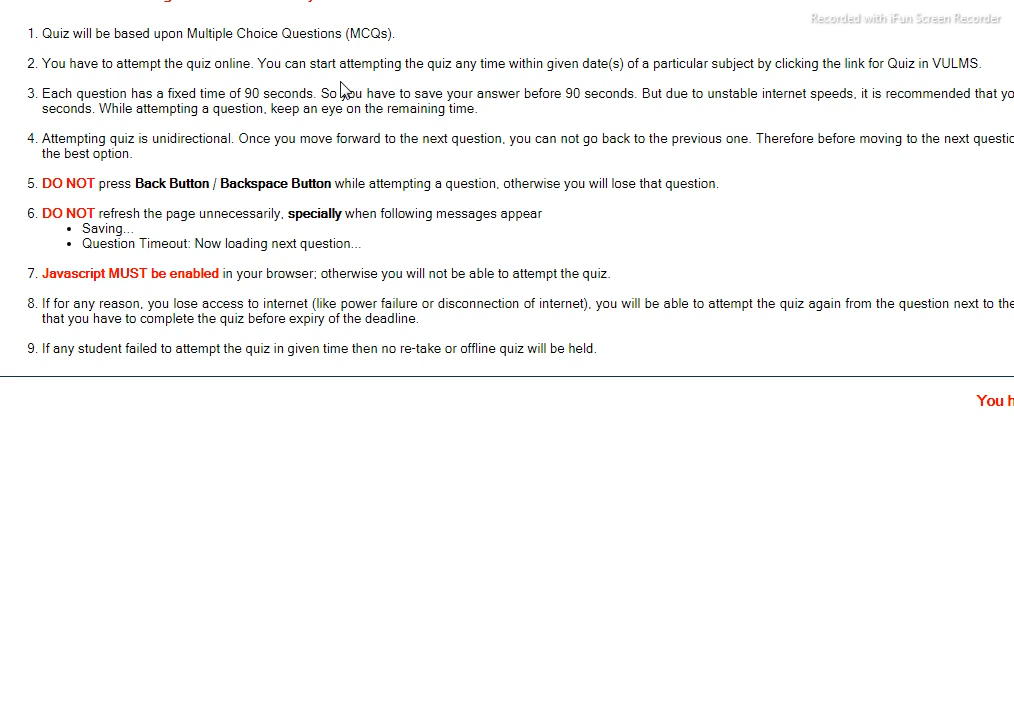 Recorded with iFun Screen Recorder
1. Quiz will be based upon Multiple Choice Questions (MCQs).
2. You have to attempt the quiz online. You can start attempting the quiz any time within given date(s) of a particular subject by clicking the link for Quiz in VULMS.
3. Each question has a fixed time of 90 seconds. So you have to save your answer before 90 seconds. But due to unstable internet speeds, it is recommended that yo
seconds. While attempting a question, keep an eye on the remaining time.
4. Attempting quiz is unidirectional. Once you move forward to the next question, you can not go back to the previous one. Therefore before moving to the next questio
the best option.
5. DO NOT press Back Button / Backspace Button while attempting a question, otherwise you will lose that question.
6. DO NOT refresh the page unnecessarily, specially when following messages appear
• Saving...
• Question Timeout: Now loading next question...
7. Javascript MUST be enabled in your browser; otherwise you will not be able to attempt the quiz.
8. If for any reason, you lose access to internet (like power failure or disconnection of internet), you will be able to attempt the quiz again from the question next to the
that you have to complete the quiz before expiry of the deadline.
9. If any student failed to attempt the quiz in given time then no re-take or offline quiz will be held.
You h